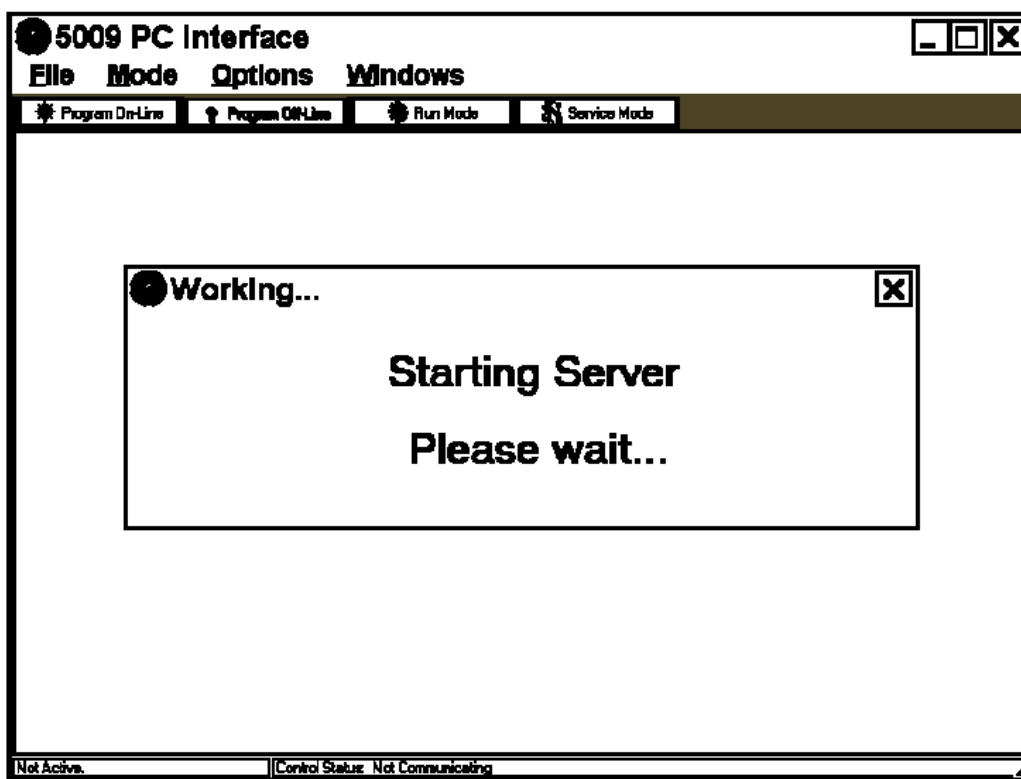 5009 PC Interface
File Mode Options Windows
Program On-Line Program Off-Line Run Mode Service Mode
Working...
Starting Server
Please wait...
Not Active. Control Status: Not Communicating